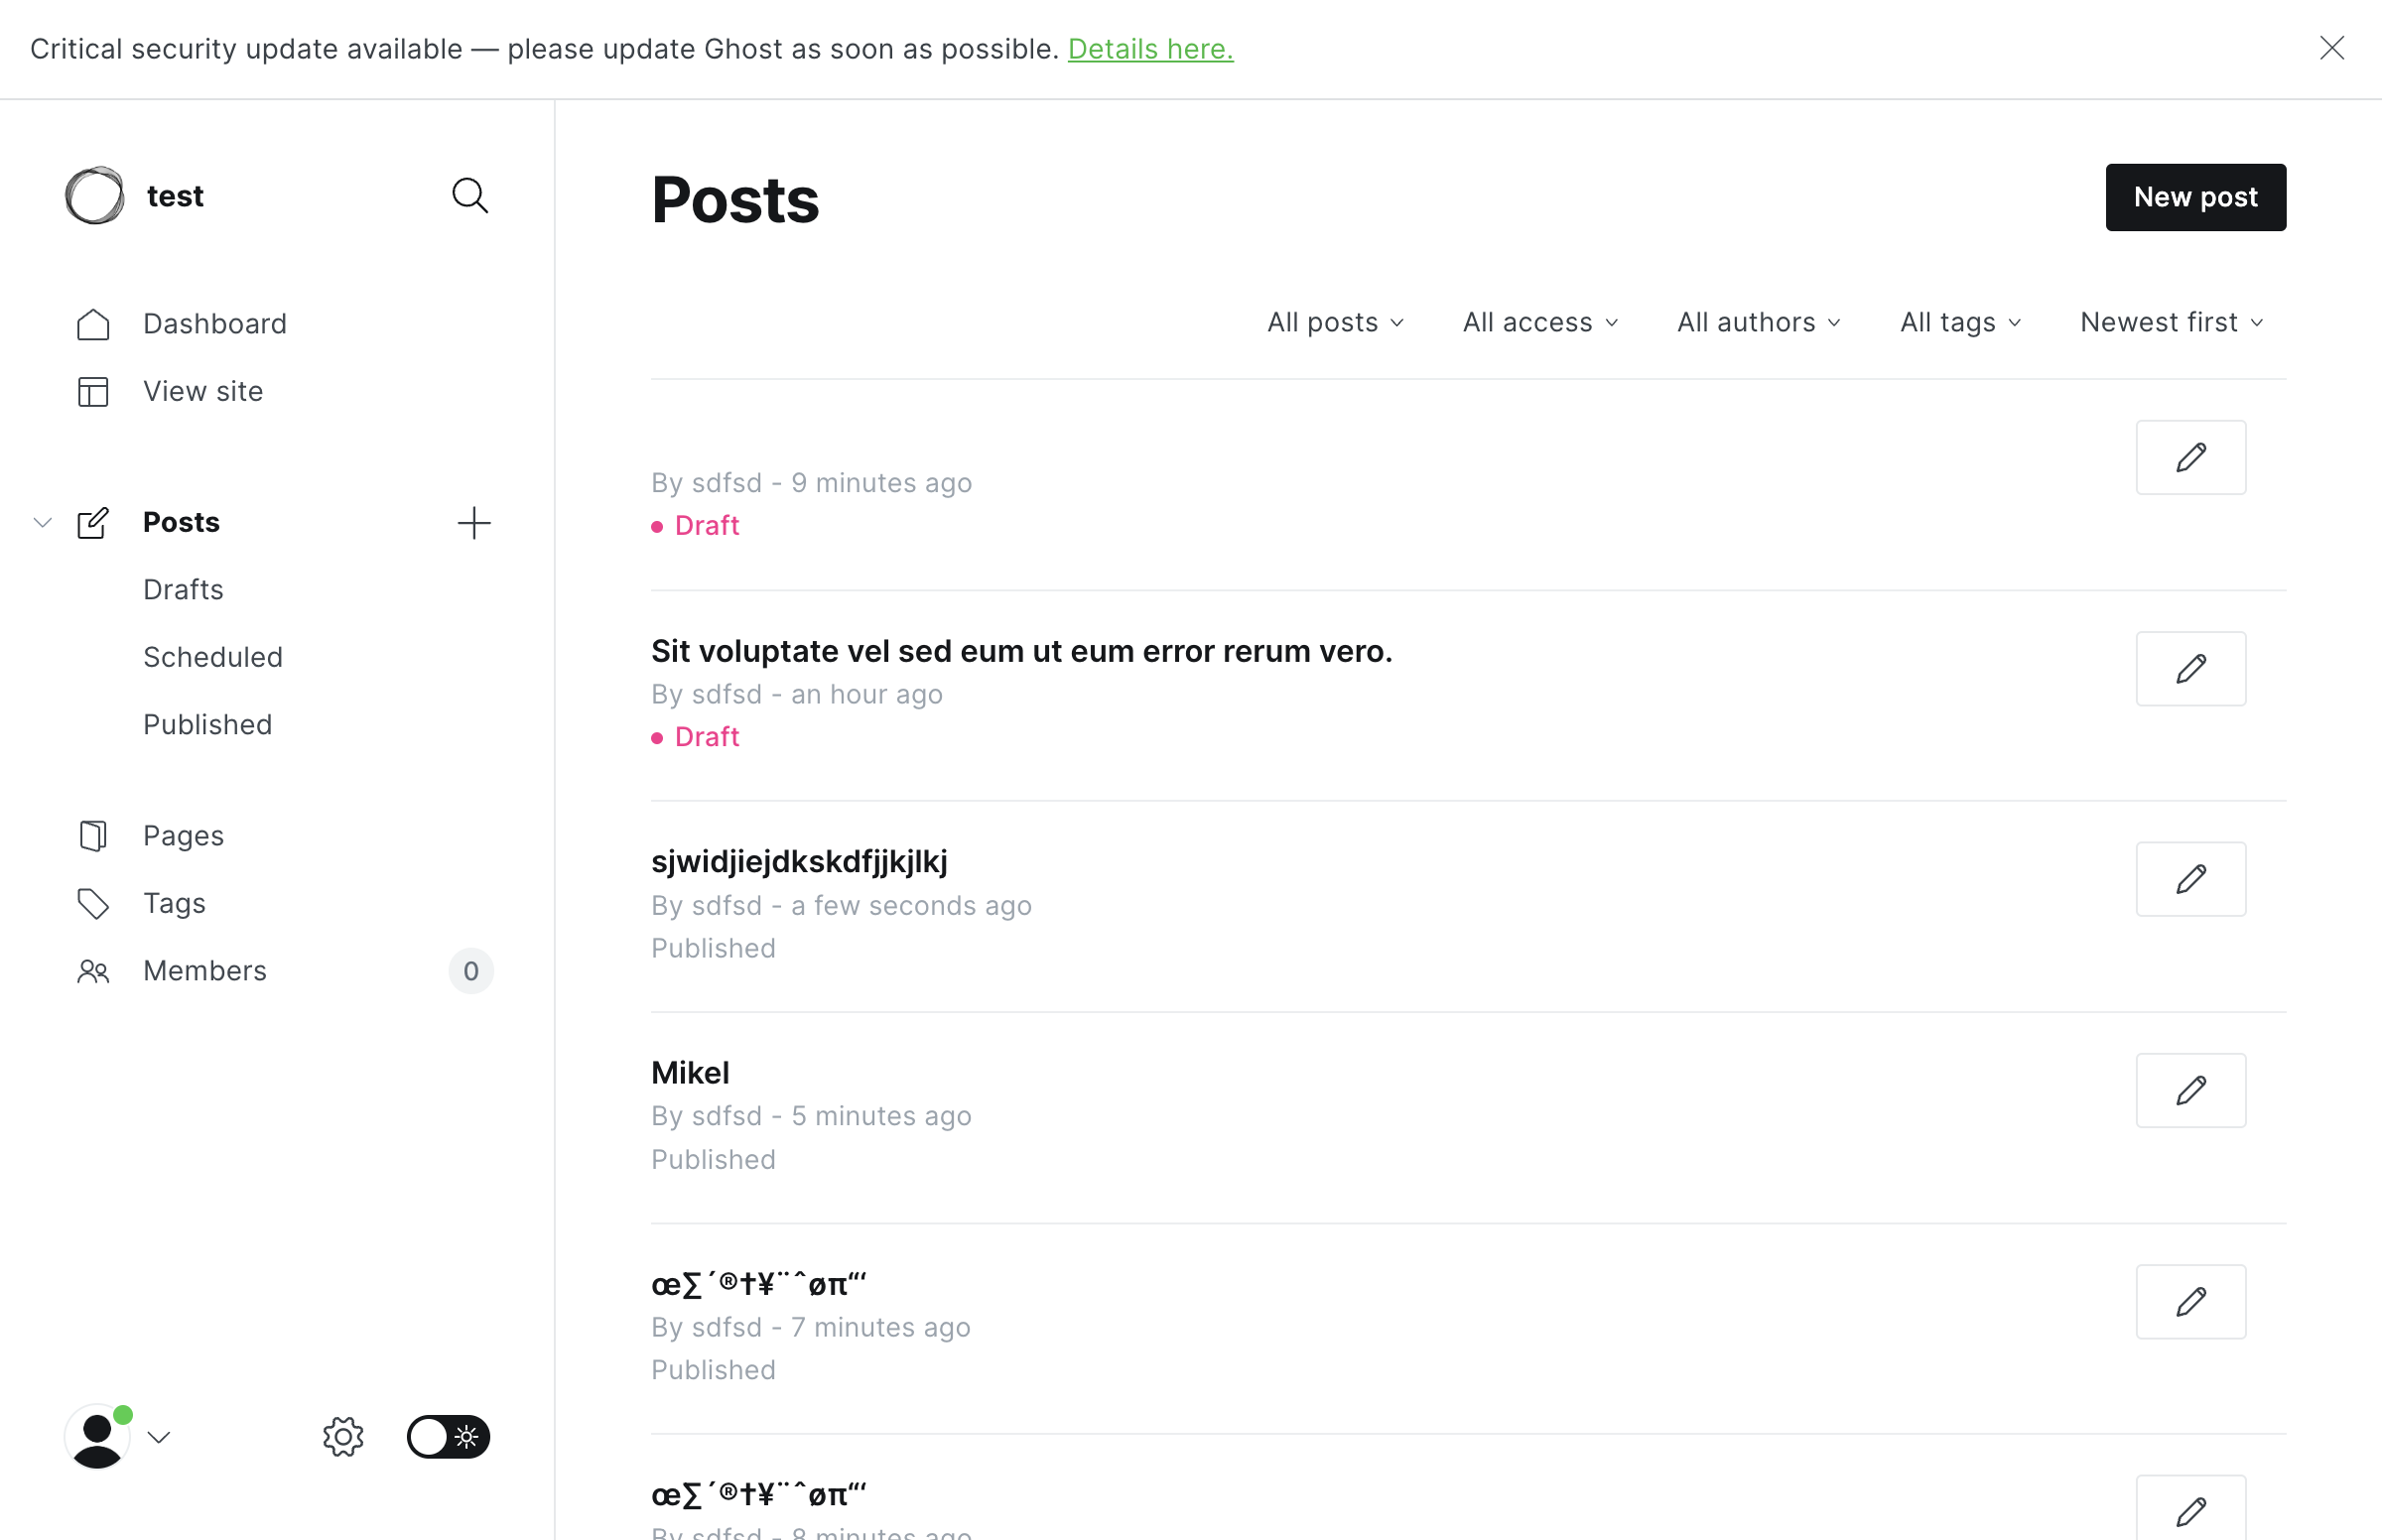 Critical security update available — please update Ghost as soon as possible. Details here.
test
Dashboard
View site
Posts
Drafts
Scheduled
Published
Pages
Tags
Members 0
Posts
New post
All posts All access All authors All tags Newest first
By sdfsd - 9 minutes ago
Draft
Sit voluptate vel sed eum ut eum error rerum vero.
By sdfsd - an hour ago
Draft
sjwidjiejdkskdfjjkjlkj
By sdfsd - a few seconds ago
Published
Mikel
By sdfsd - 5 minutes ago
Published
œ∑´®†¥¨ˆøπ“‘
By sdfsd - 7 minutes ago
Published
œ∑´®†¥¨ˆøπ“‘
By sdfsd - 8 minutes ago